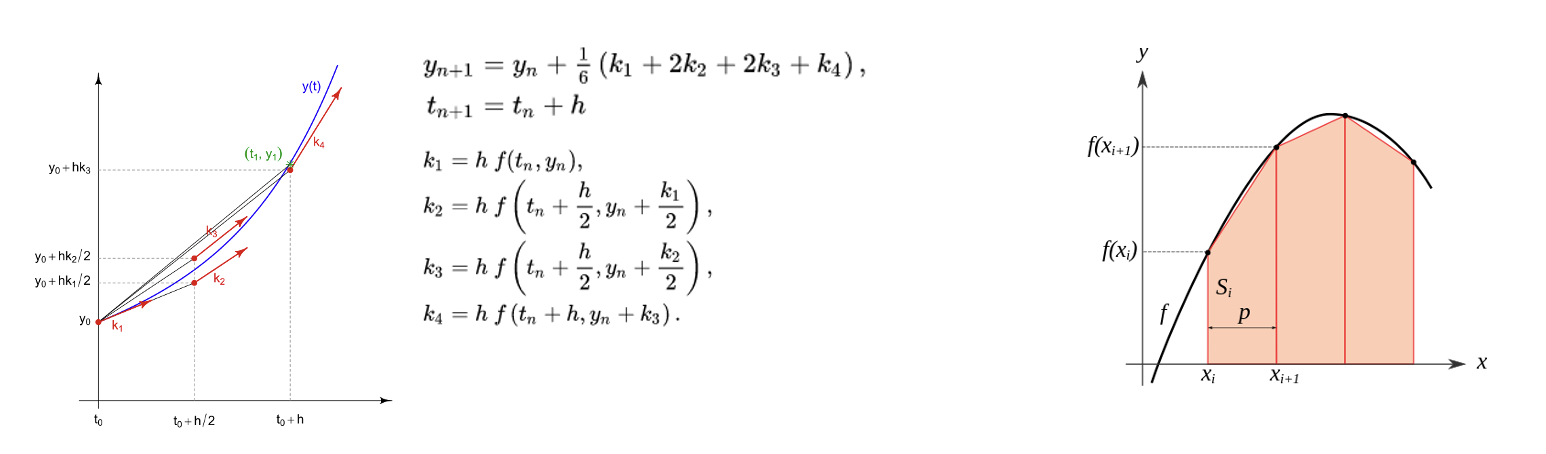 y(t)
k₄
(t₁, y₁)
y₀+hk₃
k₃
y₀+hk₂/2
k₂
y₀+hk₁/2
y₀
k₁
t₀
t₀+h/2
t₀+h
yₙ₊₁ = yₙ + 1/6 (k₁ + 2k₂ + 2k₃ + k₄),
tₙ₊₁ = tₙ + h
k₁ = h f(tₙ, yₙ),
k₂ = h f(tₙ + h/2, yₙ + k₁/2),
k₃ = h f(tₙ + h/2, yₙ + k₂/2),
k₄ = h f(tₙ + h, yₙ + k₃).
y
f(xᵢ₊₁)
f(xᵢ)
Sᵢ
f
p
x
xᵢ
xᵢ₊₁